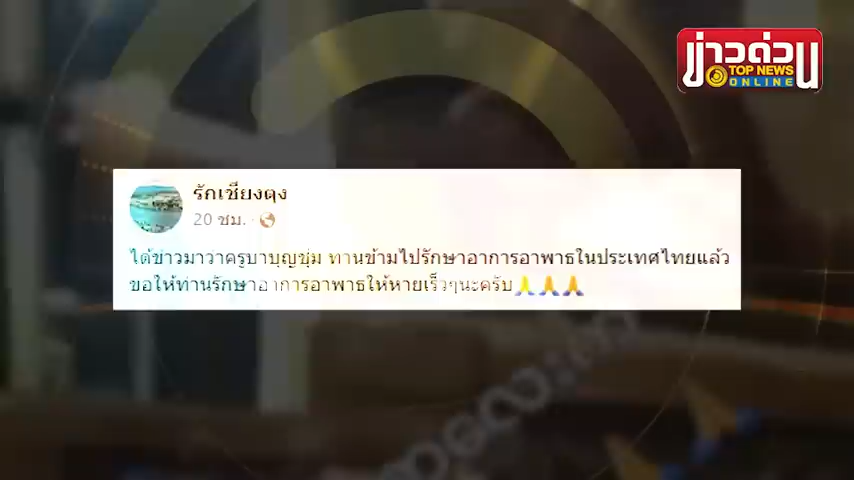 ข่าวด่วน
TOP NEWS
ONLINE
รักเชียงตุง
20 ชม.
ได้ข่าวมาว่าครูบาบุญชุ่ม ท่านข้ามไปรักษาอาการอาพาธในประเทศไทยแล้ว
ขอให้ท่านรักษาอาการอาพาธให้หายเร็วๆนะครับ🙏🙏🙏